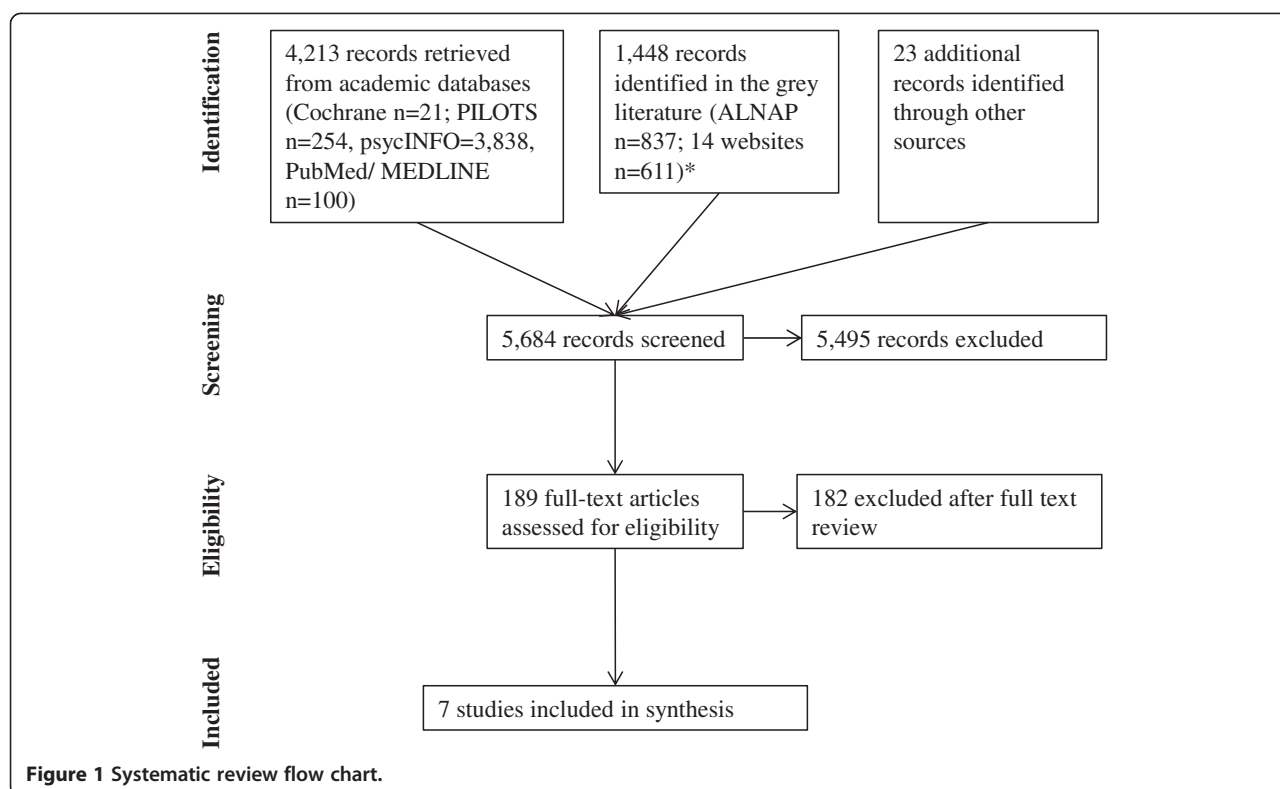 Identification
4,213 records retrieved
from academic databases
(Cochrane n=21; PILOTS
n=254, psycINFO=3,838,
PubMed/ MEDLINE
n=100)
1,448 records
identified in the grey
literature (ALNAP
n=837; 14 websites
n=611)*
23 additional
records identified
through other
sources
Screening
5,684 records screened
5,495 records excluded
Eligibility
189 full-text articles
assessed for eligibility
182 excluded after full text
review
Included
7 studies included in synthesis
Figure 1 Systematic review flow chart.